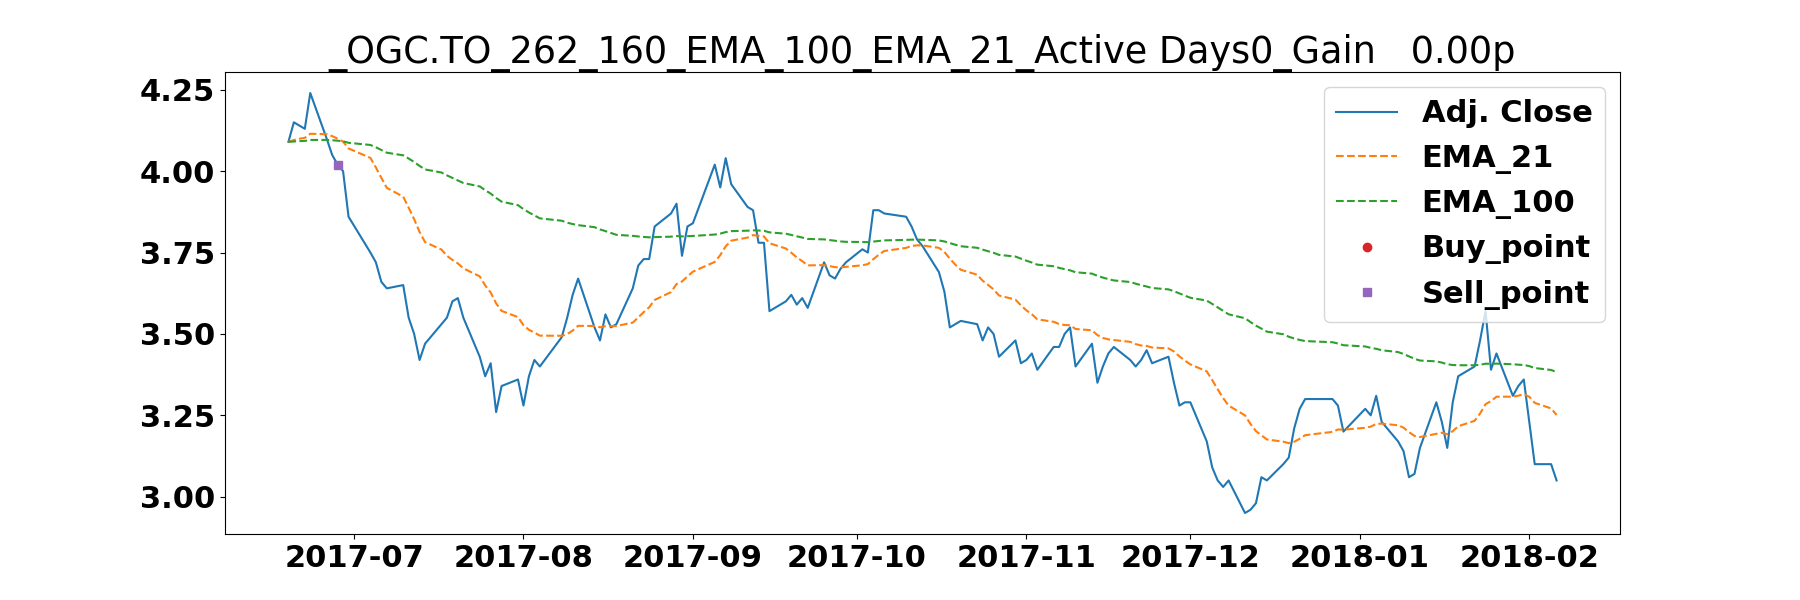 _OGC.TO_262_160_EMA_100_EMA_21_Active Days0_Gain   0.00p
4.25
4.00
3.75
3.50
3.25
3.00
Adj. Close
EMA_21
EMA_100
Buy_point
Sell_point
2017-07 2017-08 2017-09 2017-10 2017-11 2017-12 2018-01 2018-02